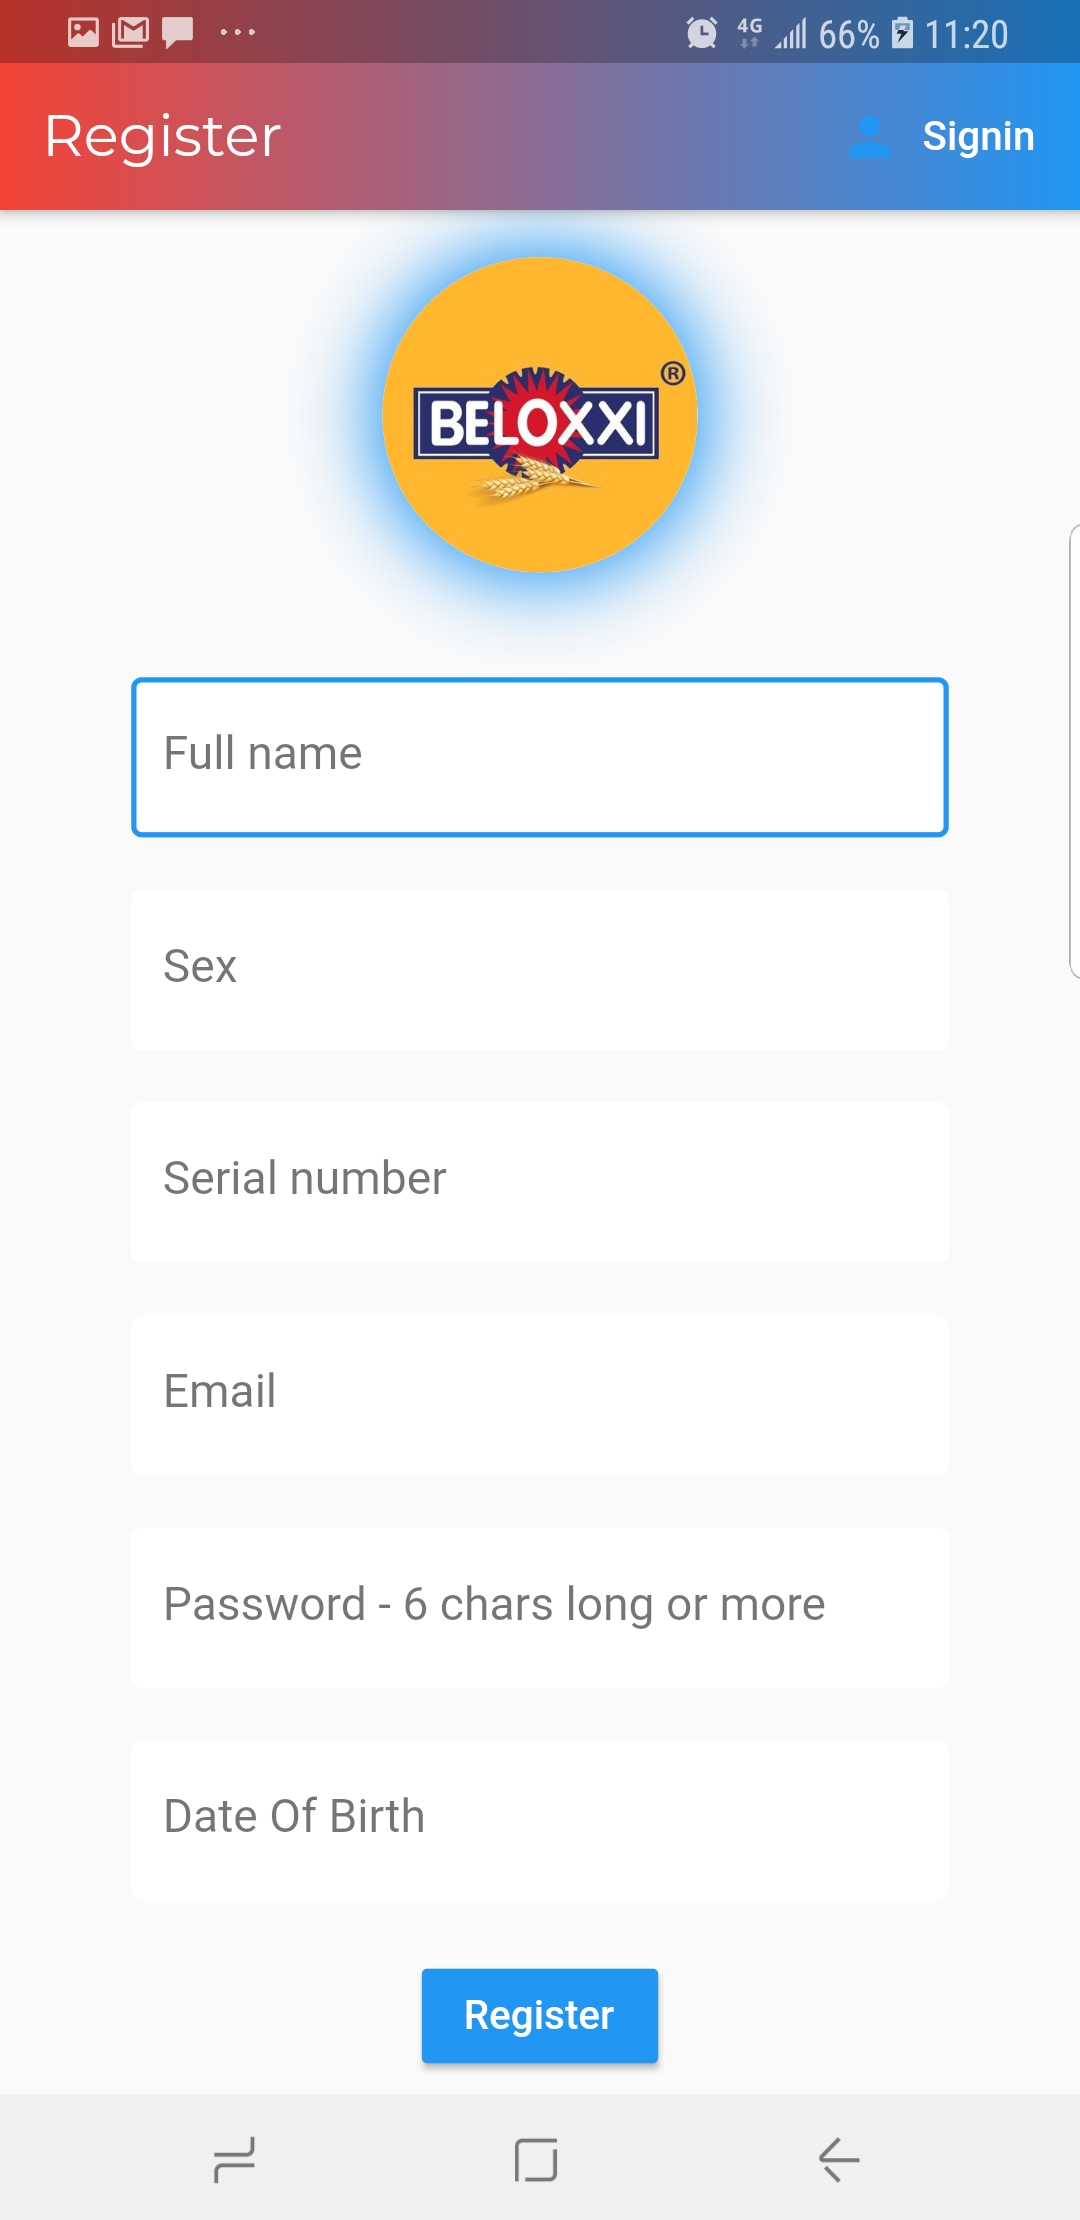 4G 66% 11:20
Register Signin
BELOXXI ®
Full name
Sex
Serial number
Email
Password - 6 chars long or more
Date Of Birth
Register